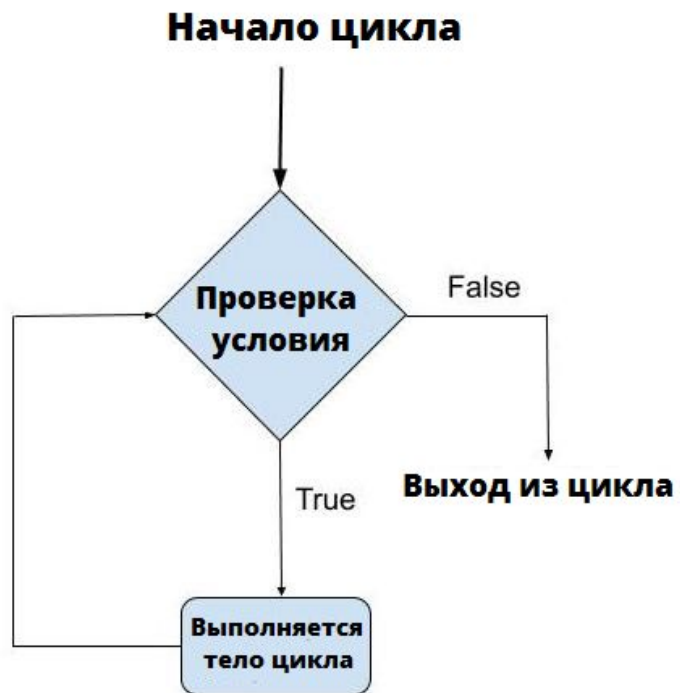 Начало цикла
Проверка
условия
False
True
Выход из цикла
Выполняется
тело цикла